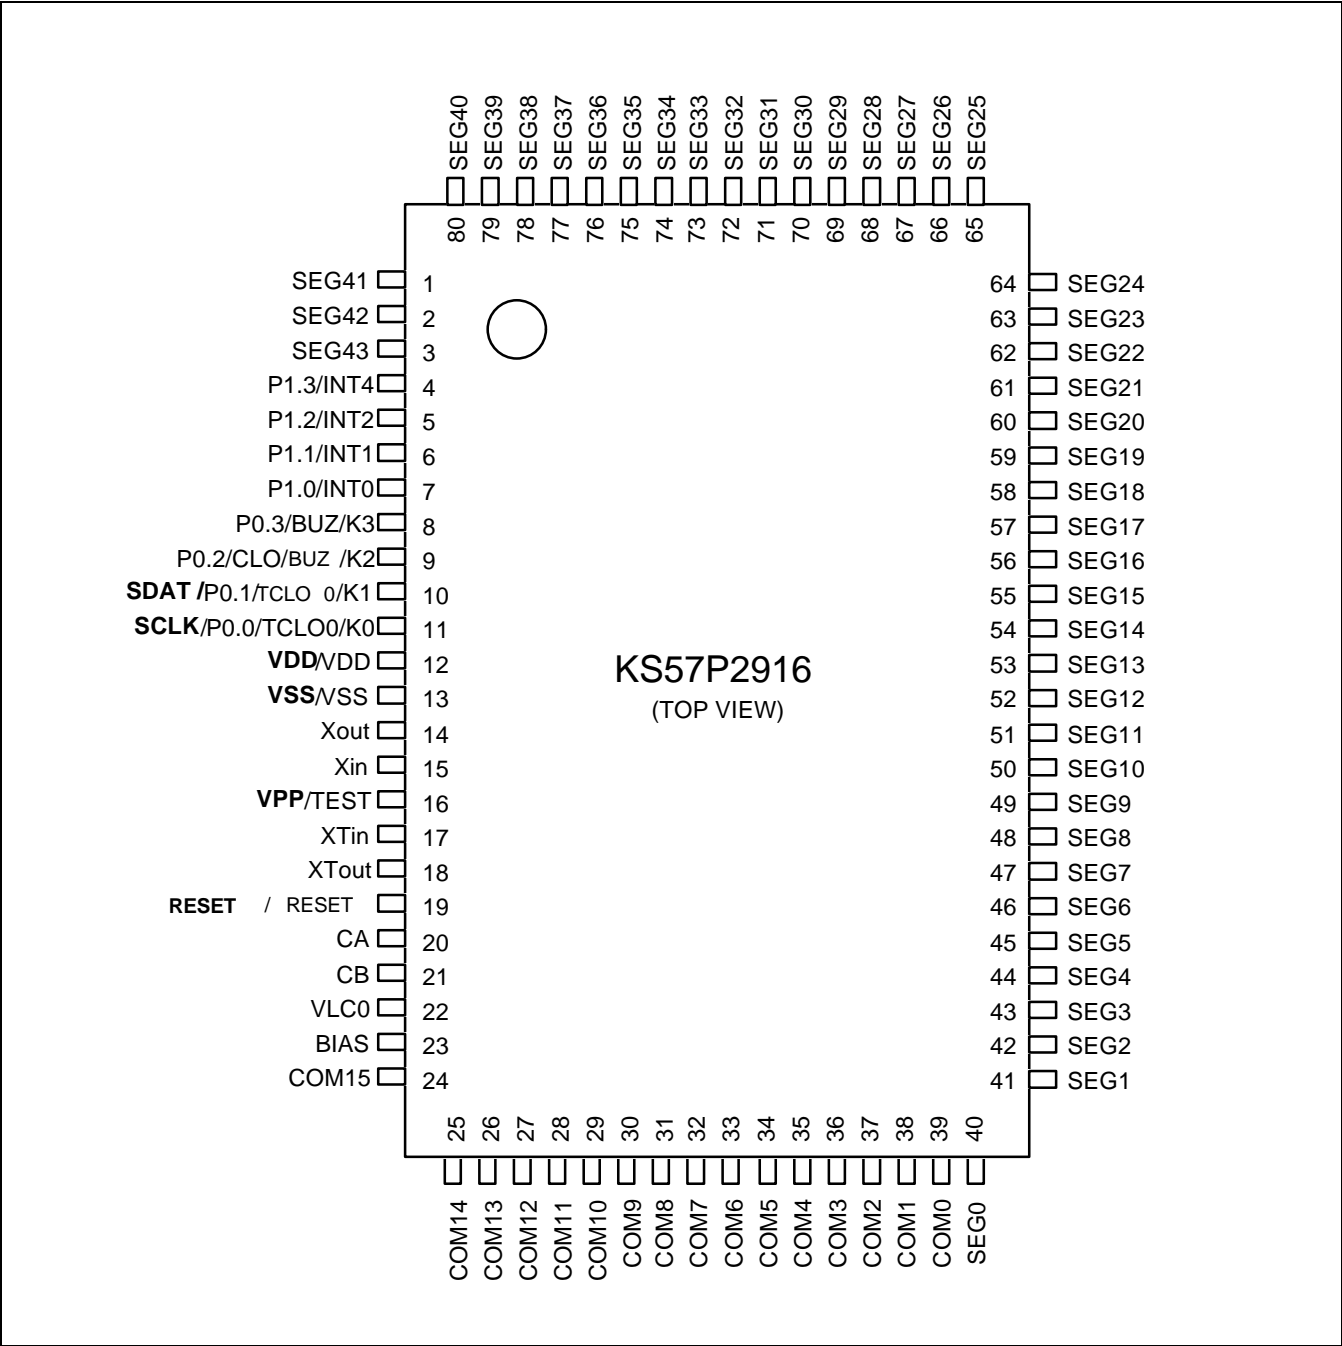 SEG40 SEG39 SEG38 SEG37 SEG36 SEG35 SEG34 SEG33 SEG32 SEG31 SEG30 SEG29 SEG28 SEG27 SEG26 SEG25
80 79 78 77 76 75 74 73 72 71 70 69 68 67 66 65
SEG41 1 64 SEG24
SEG42 2 63 SEG23
SEG43 3 62 SEG22
P1.3/INT4 4 61 SEG21
P1.2/INT2 5 60 SEG20
P1.1/INT1 6 59 SEG19
P1.0/INT0 7 58 SEG18
P0.3/BUZ/K3 8 57 SEG17
P0.2/CLO/BUZ /K2 9 56 SEG16
SDAT /P0.1/TCLO 0/K1 10 55 SEG15
SCLK/P0.0/TCLO0/K0 11 54 SEG14
VDD/VDD 12 53 SEG13
VSS/VSS 13 52 SEG12
KS57P2916
(TOP VIEW)
Xout 14 51 SEG11
Xin 15 50 SEG10
VPP/TEST 16 49 SEG9
XTin 17 48 SEG8
XTout 18 47 SEG7
RESET / RESET 19 46 SEG6
CA 20 45 SEG5
CB 21 44 SEG4
VLC0 22 43 SEG3
BIAS 23 42 SEG2
COM15 24 41 SEG1
25 26 27 28 29 30 31 32 33 34 35 36 37 38 39 40
COM14 COM13 COM12 COM11 COM10 COM9 COM8 COM7 COM6 COM5 COM4 COM3 COM2 COM1 COM0 SEG0